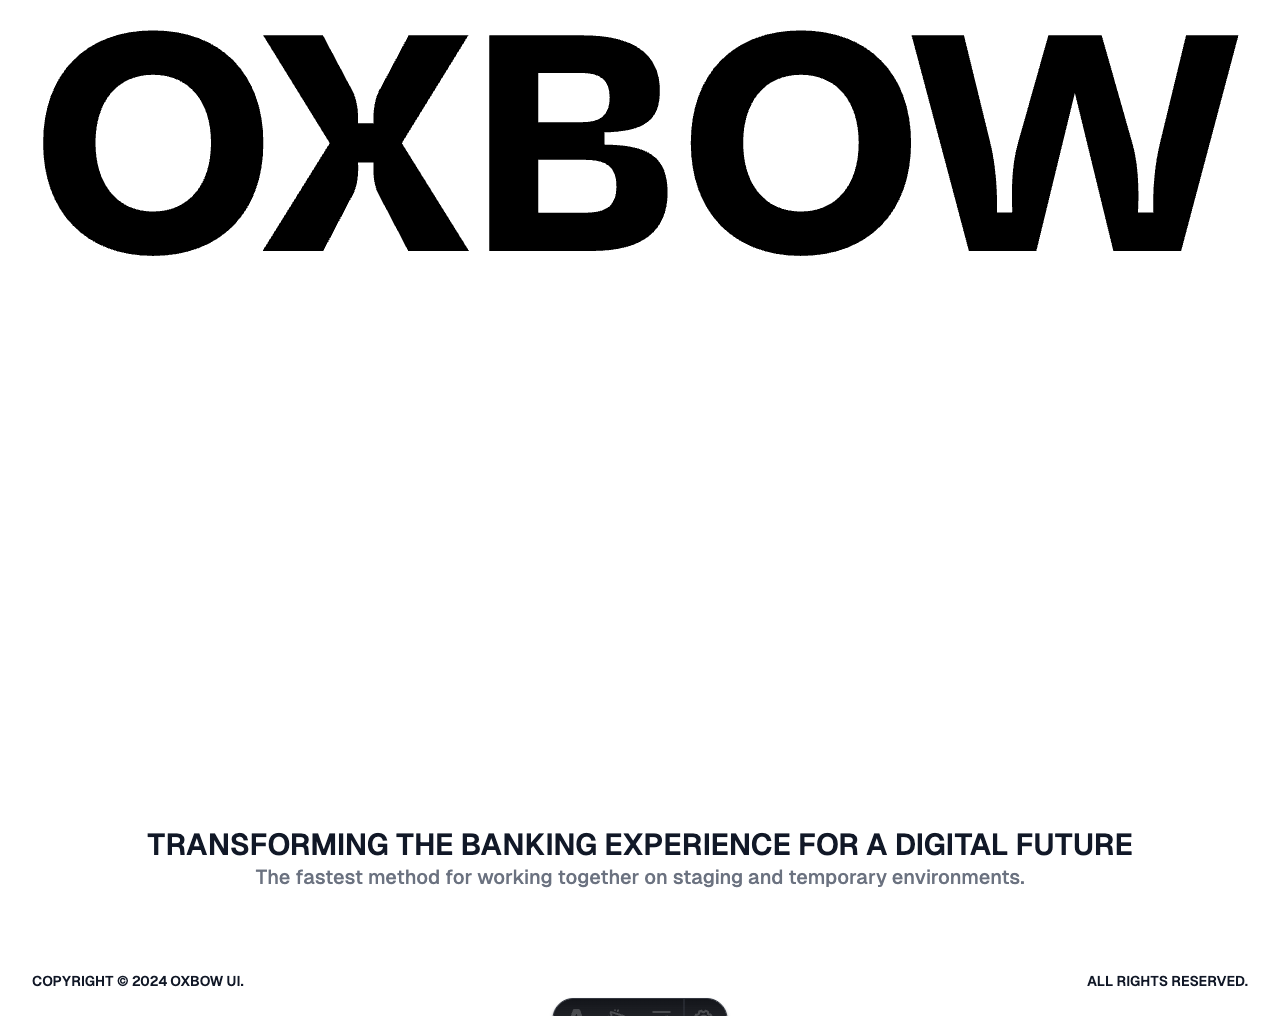 OXBOW
TRANSFORMING THE BANKING EXPERIENCE FOR A DIGITAL FUTURE
The fastest method for working together on staging and temporary environments.
COPYRIGHT © 2024 OXBOW UI.
ALL RIGHTS RESERVED.